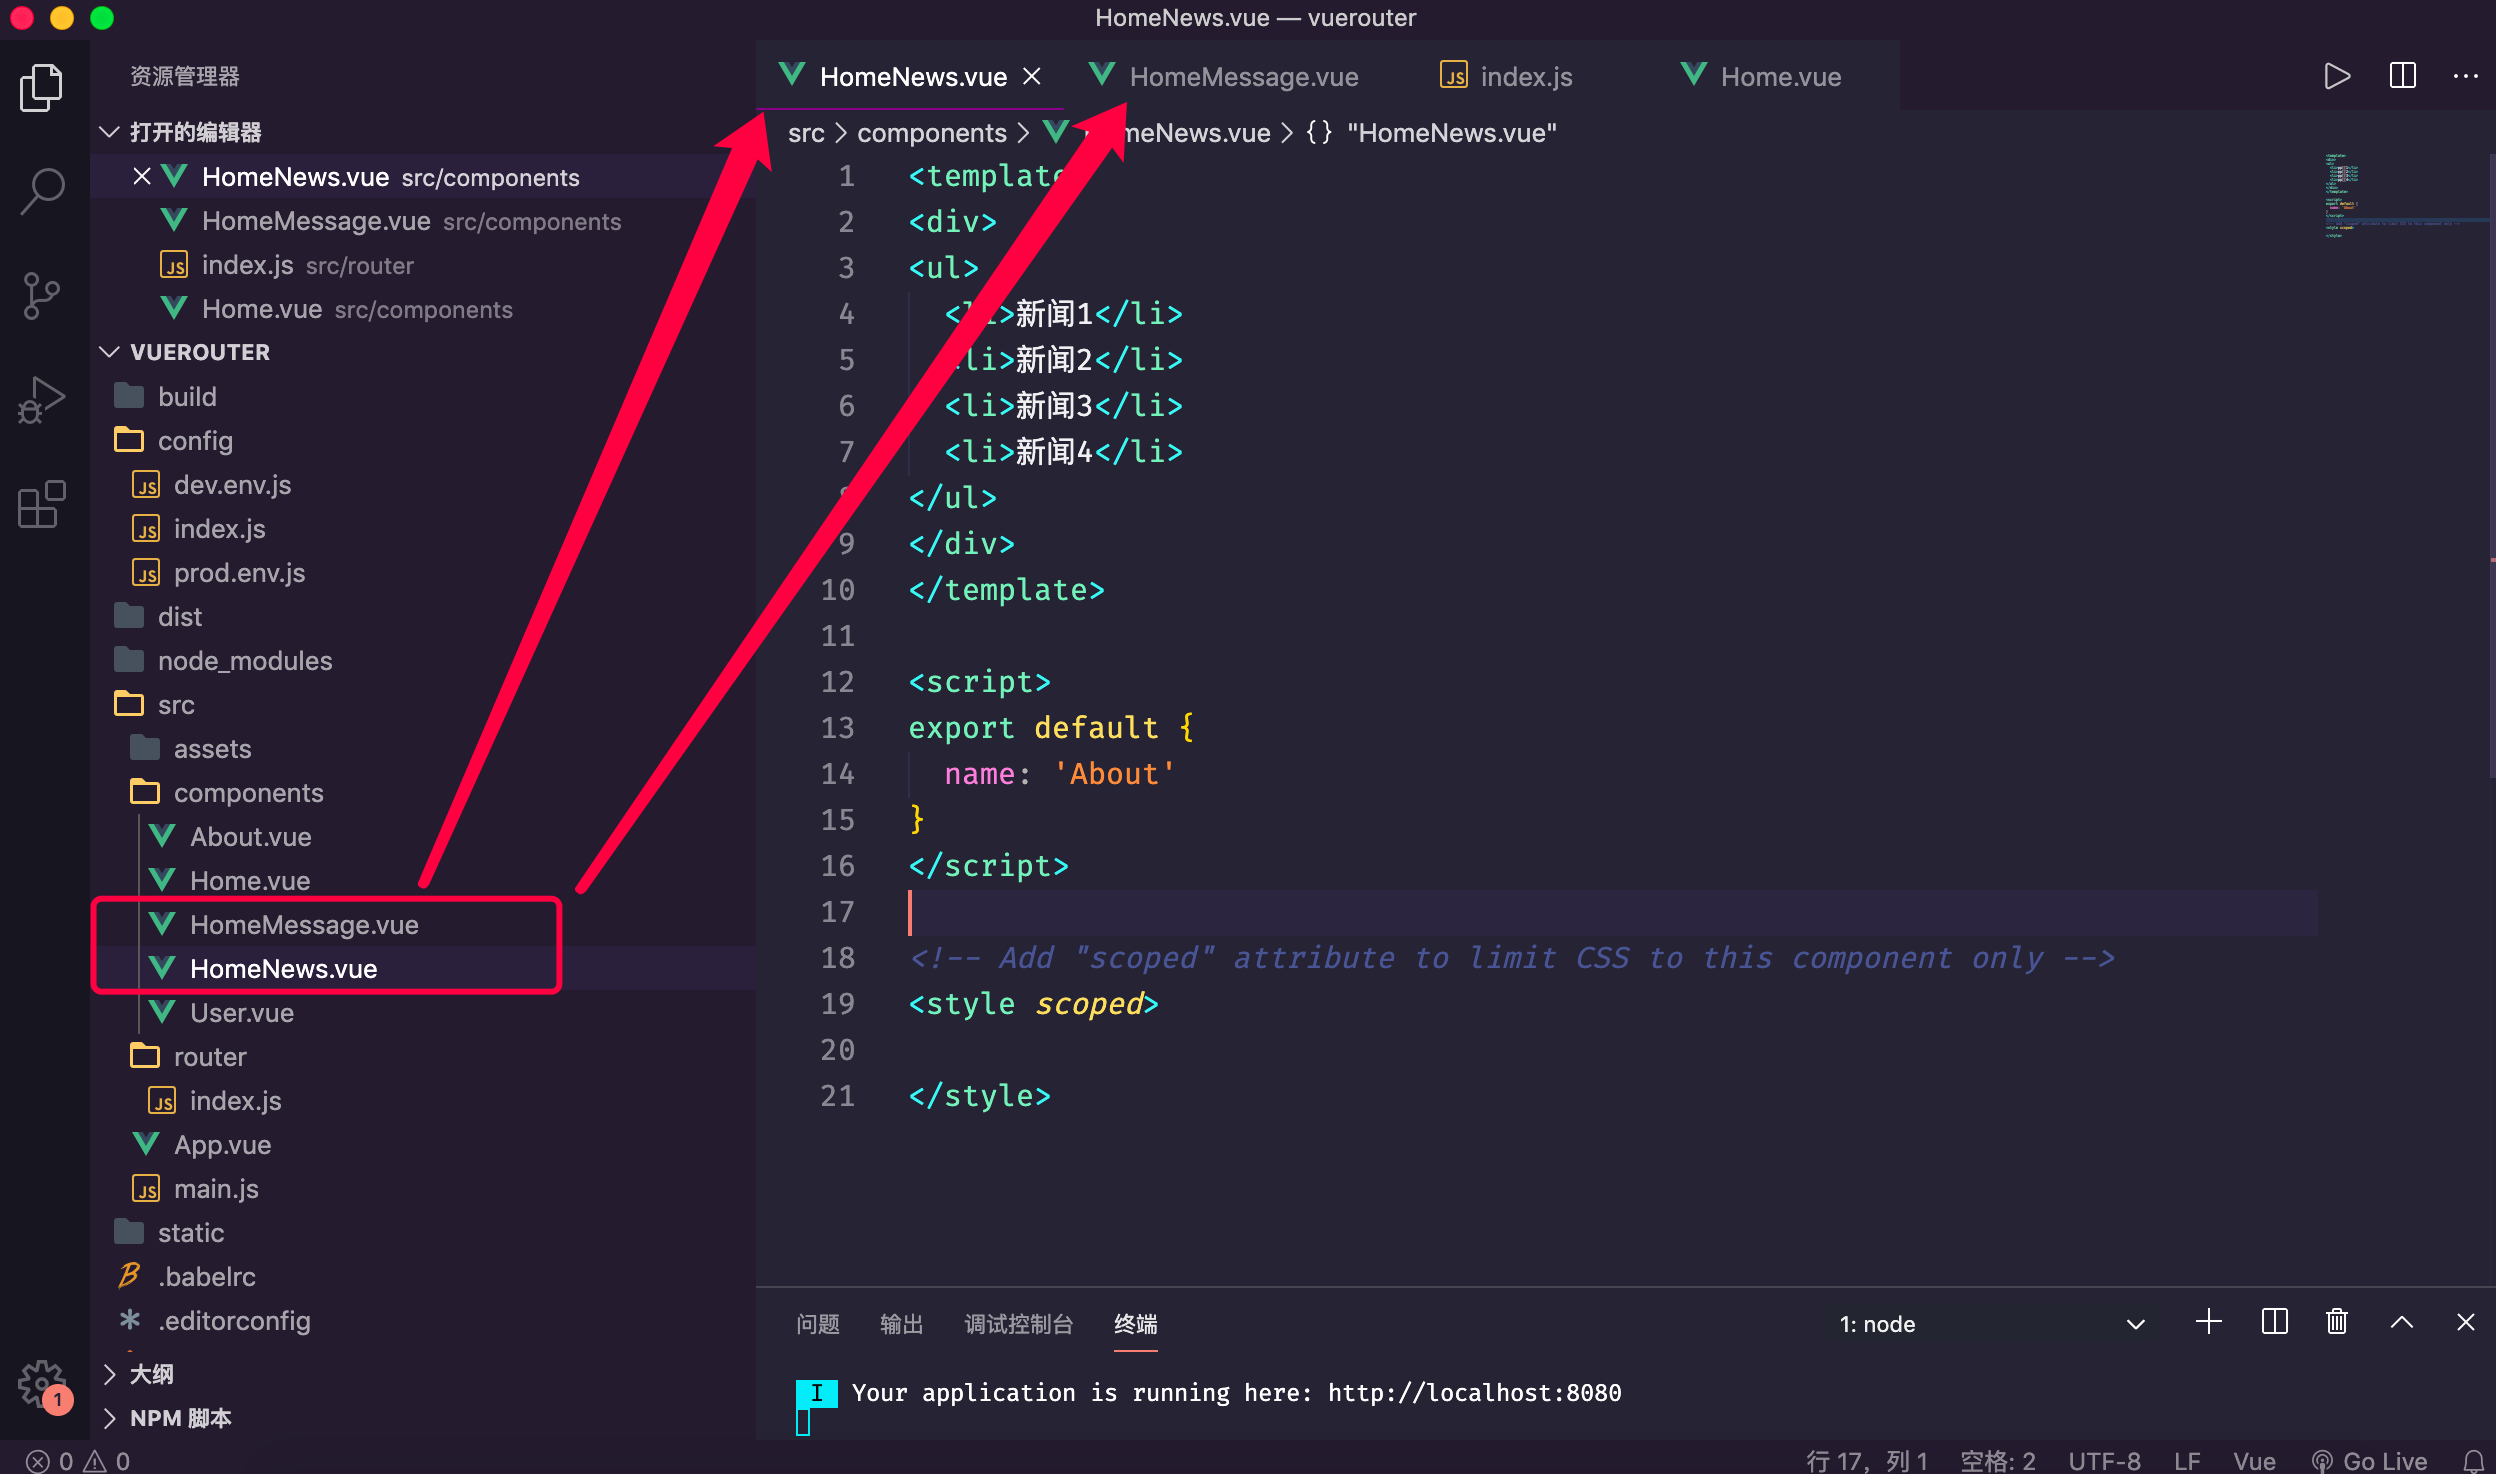 HomeNews.vue — vuerouter
资源管理器
打开的编辑器
HomeNews.vue src/components
HomeMessage.vue src/components
JS index.js src/router
Home.vue src/components
VUEROUTER
build
config
JS dev.env.js
JS index.js
JS prod.env.js
dist
node_modules
src
assets
components
About.vue
Home.vue
HomeMessage.vue
HomeNews.vue
User.vue
router
JS index.js
App.vue
JS main.js
static
.babelrc
.editorconfig
大纲
NPM 脚本
1
HomeNews.vue
HomeMessage.vue
JS index.js
Home.vue
src > components > meNews.vue > {} "HomeNews.vue"
1 <template
2 <div>
3 <ul>
4 <li>新闻1</li>
5 <li>新闻2</li>
6 <li>新闻3</li>
7 <li>新闻4</li>
8 </ul>
9 </div>
10 </template>
11
12 <script>
13 export default {
14 name: 'About'
15 }
16 </script>
17
18 <!-- Add "scoped" attribute to limit CSS to this component only -->
19 <style scoped>
20
21 </style>
问题 输出 调试控制台 终端 1: node
I Your application is running here: http://localhost:8080
0 0 行 17，列 1 空格: 2 UTF-8 LF Vue Go Live